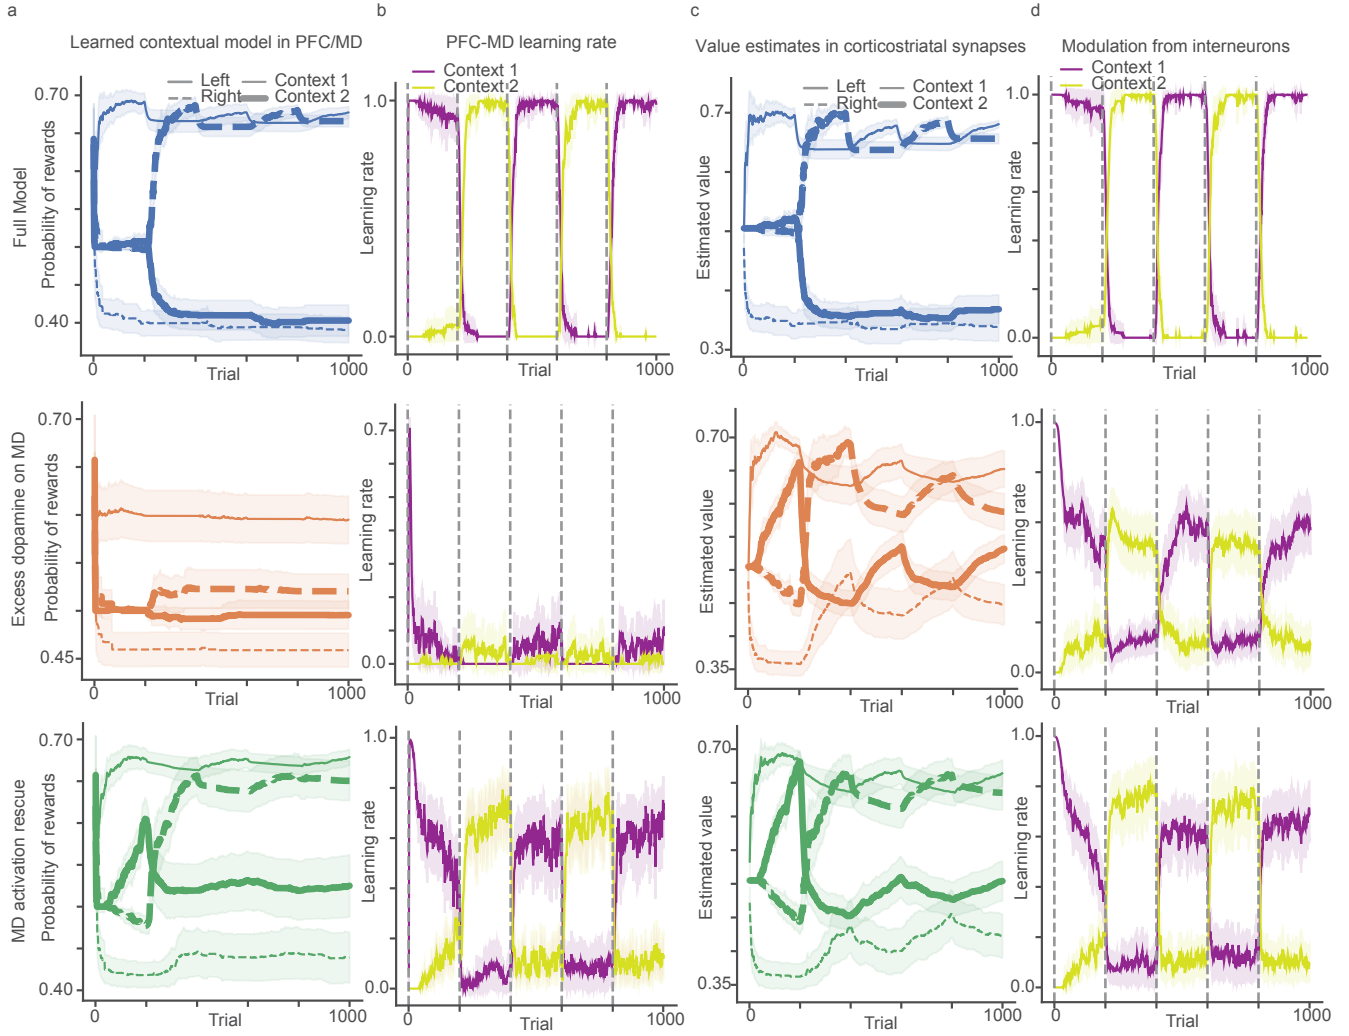 a
b
c
d
Learned contextual model in PFC/MD
PFC-MD learning rate
Value estimates in corticostriatal synapses
Modulation from interneurons
Full Model
Probability of rewards
Left
Context 1
Right
Context 2
0.70
0.40
0
Trial
1000
Context 1
Context 2
Learning rate
1.0
0.0
0
Trial
1000
Estimated value
Left
Context 1
Right
Context 2
0.7
0.3
0
Trial
1000
Context 1
Context 2
Learning rate
1.0
0.0
0
Trial
1000
Excess dopamine on MD
Probability of rewards
0.70
0.45
0
Trial
1000
Learning rate
0.7
0.0
0
Trial
1000
Estimated value
0.70
0.35
0
Trial
1000
Learning rate
1.0
0.0
0
Trial
1000
MD activation rescue
Probability of rewards
0.70
0.40
0
Trial
1000
Learning rate
1.0
0.0
0
Trial
1000
Estimated value
0.70
0.35
0
Trial
1000
Learning rate
1.0
0.0
0
Trial
1000